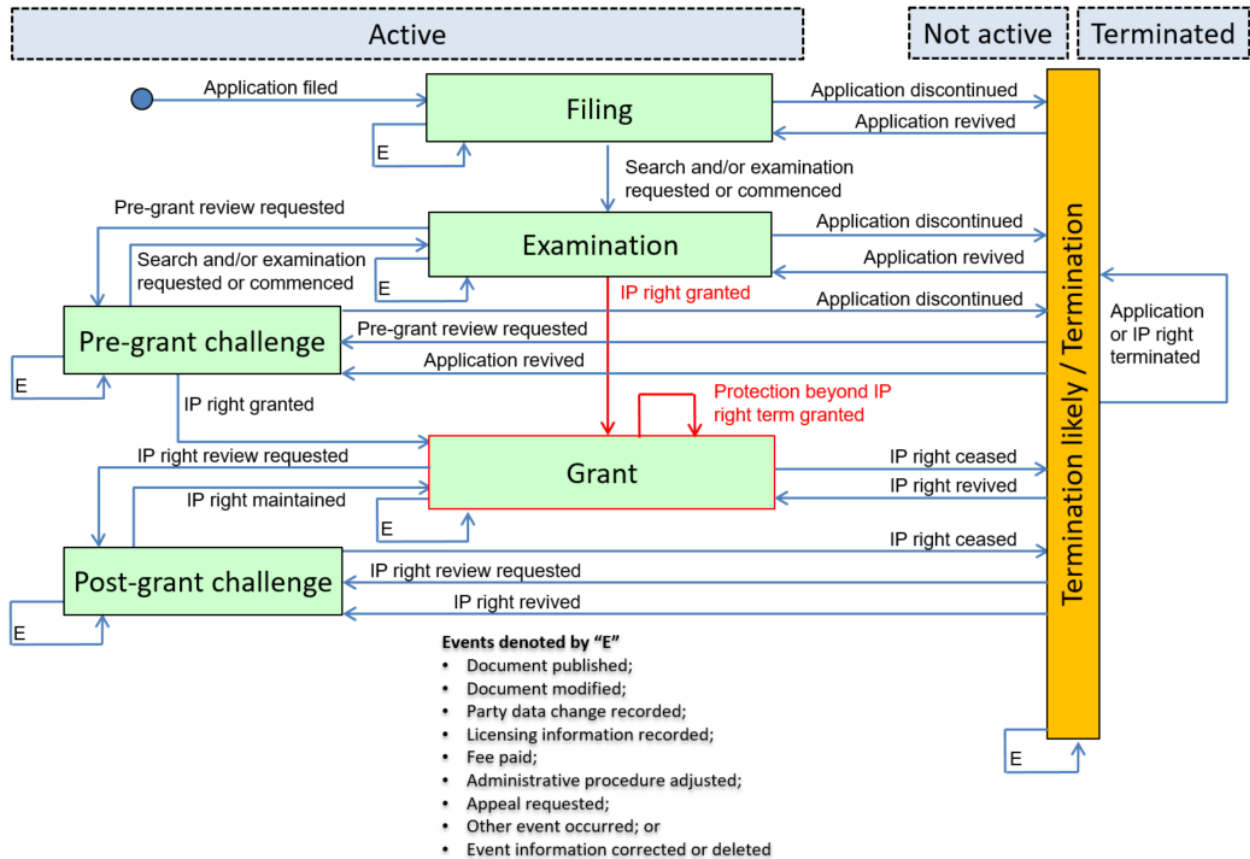 Active
Not active
Terminated
Application filed
Filing
Application discontinued
Application revived
E
Search and/or examination
requested or commenced
Pre-grant review requested
Examination
Application discontinued
Application revived
Search and/or examination
requested or commenced
E
IP right granted
Application discontinued
Pre-grant challenge
Pre-grant review requested
Application revived
E
Application
or IP right
terminated
Termination likely / Termination
IP right granted
Protection beyond IP
right term granted
IP right review requested
Grant
IP right ceased
IP right revived
IP right maintained
E
IP right ceased
Post-grant challenge
IP right review requested
IP right revived
E
Events denoted by “E”
• Document published;
• Document modified;
• Party data change recorded;
• Licensing information recorded;
• Fee paid;
• Administrative procedure adjusted;
• Appeal requested;
• Other event occurred; or
• Event information corrected or deleted
E